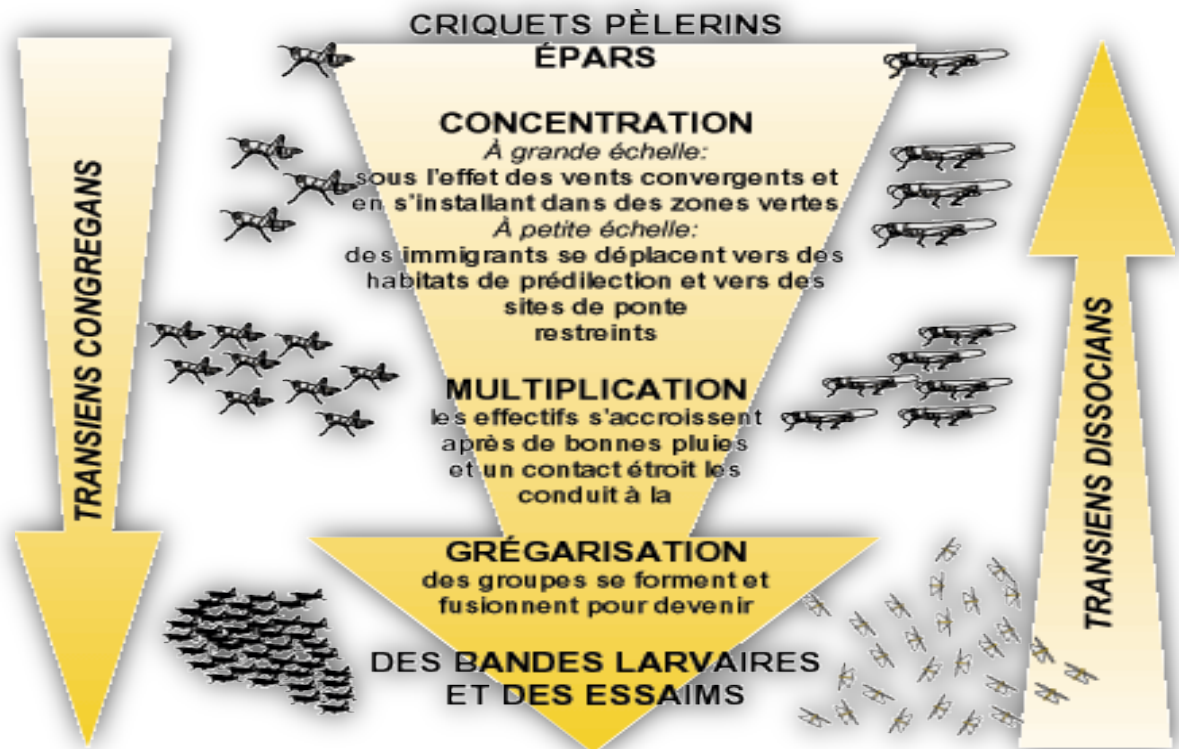 CRIQUETS PÈLERINS
ÉPARS
CONCENTRATION
À grande échelle:
sous l'effet des vents convergents et
en s'installant dans des zones vertes
À petite échelle:
des immigrants se déplacent vers des
habitats de prédilection et vers des
sites de ponte
restreints
MULTIPLICATION
les effectifs s'accroissent
après de bonnes pluies
et un contact étroit les
conduit à la
GRÉGARISATION
des groupes se forment et
fusionnent pour devenir
DES BANDES LARVAIRES
ET DES ESSAIMS
TRANSIENS CONGREGANS
TRANSIENS DISSOCIANS